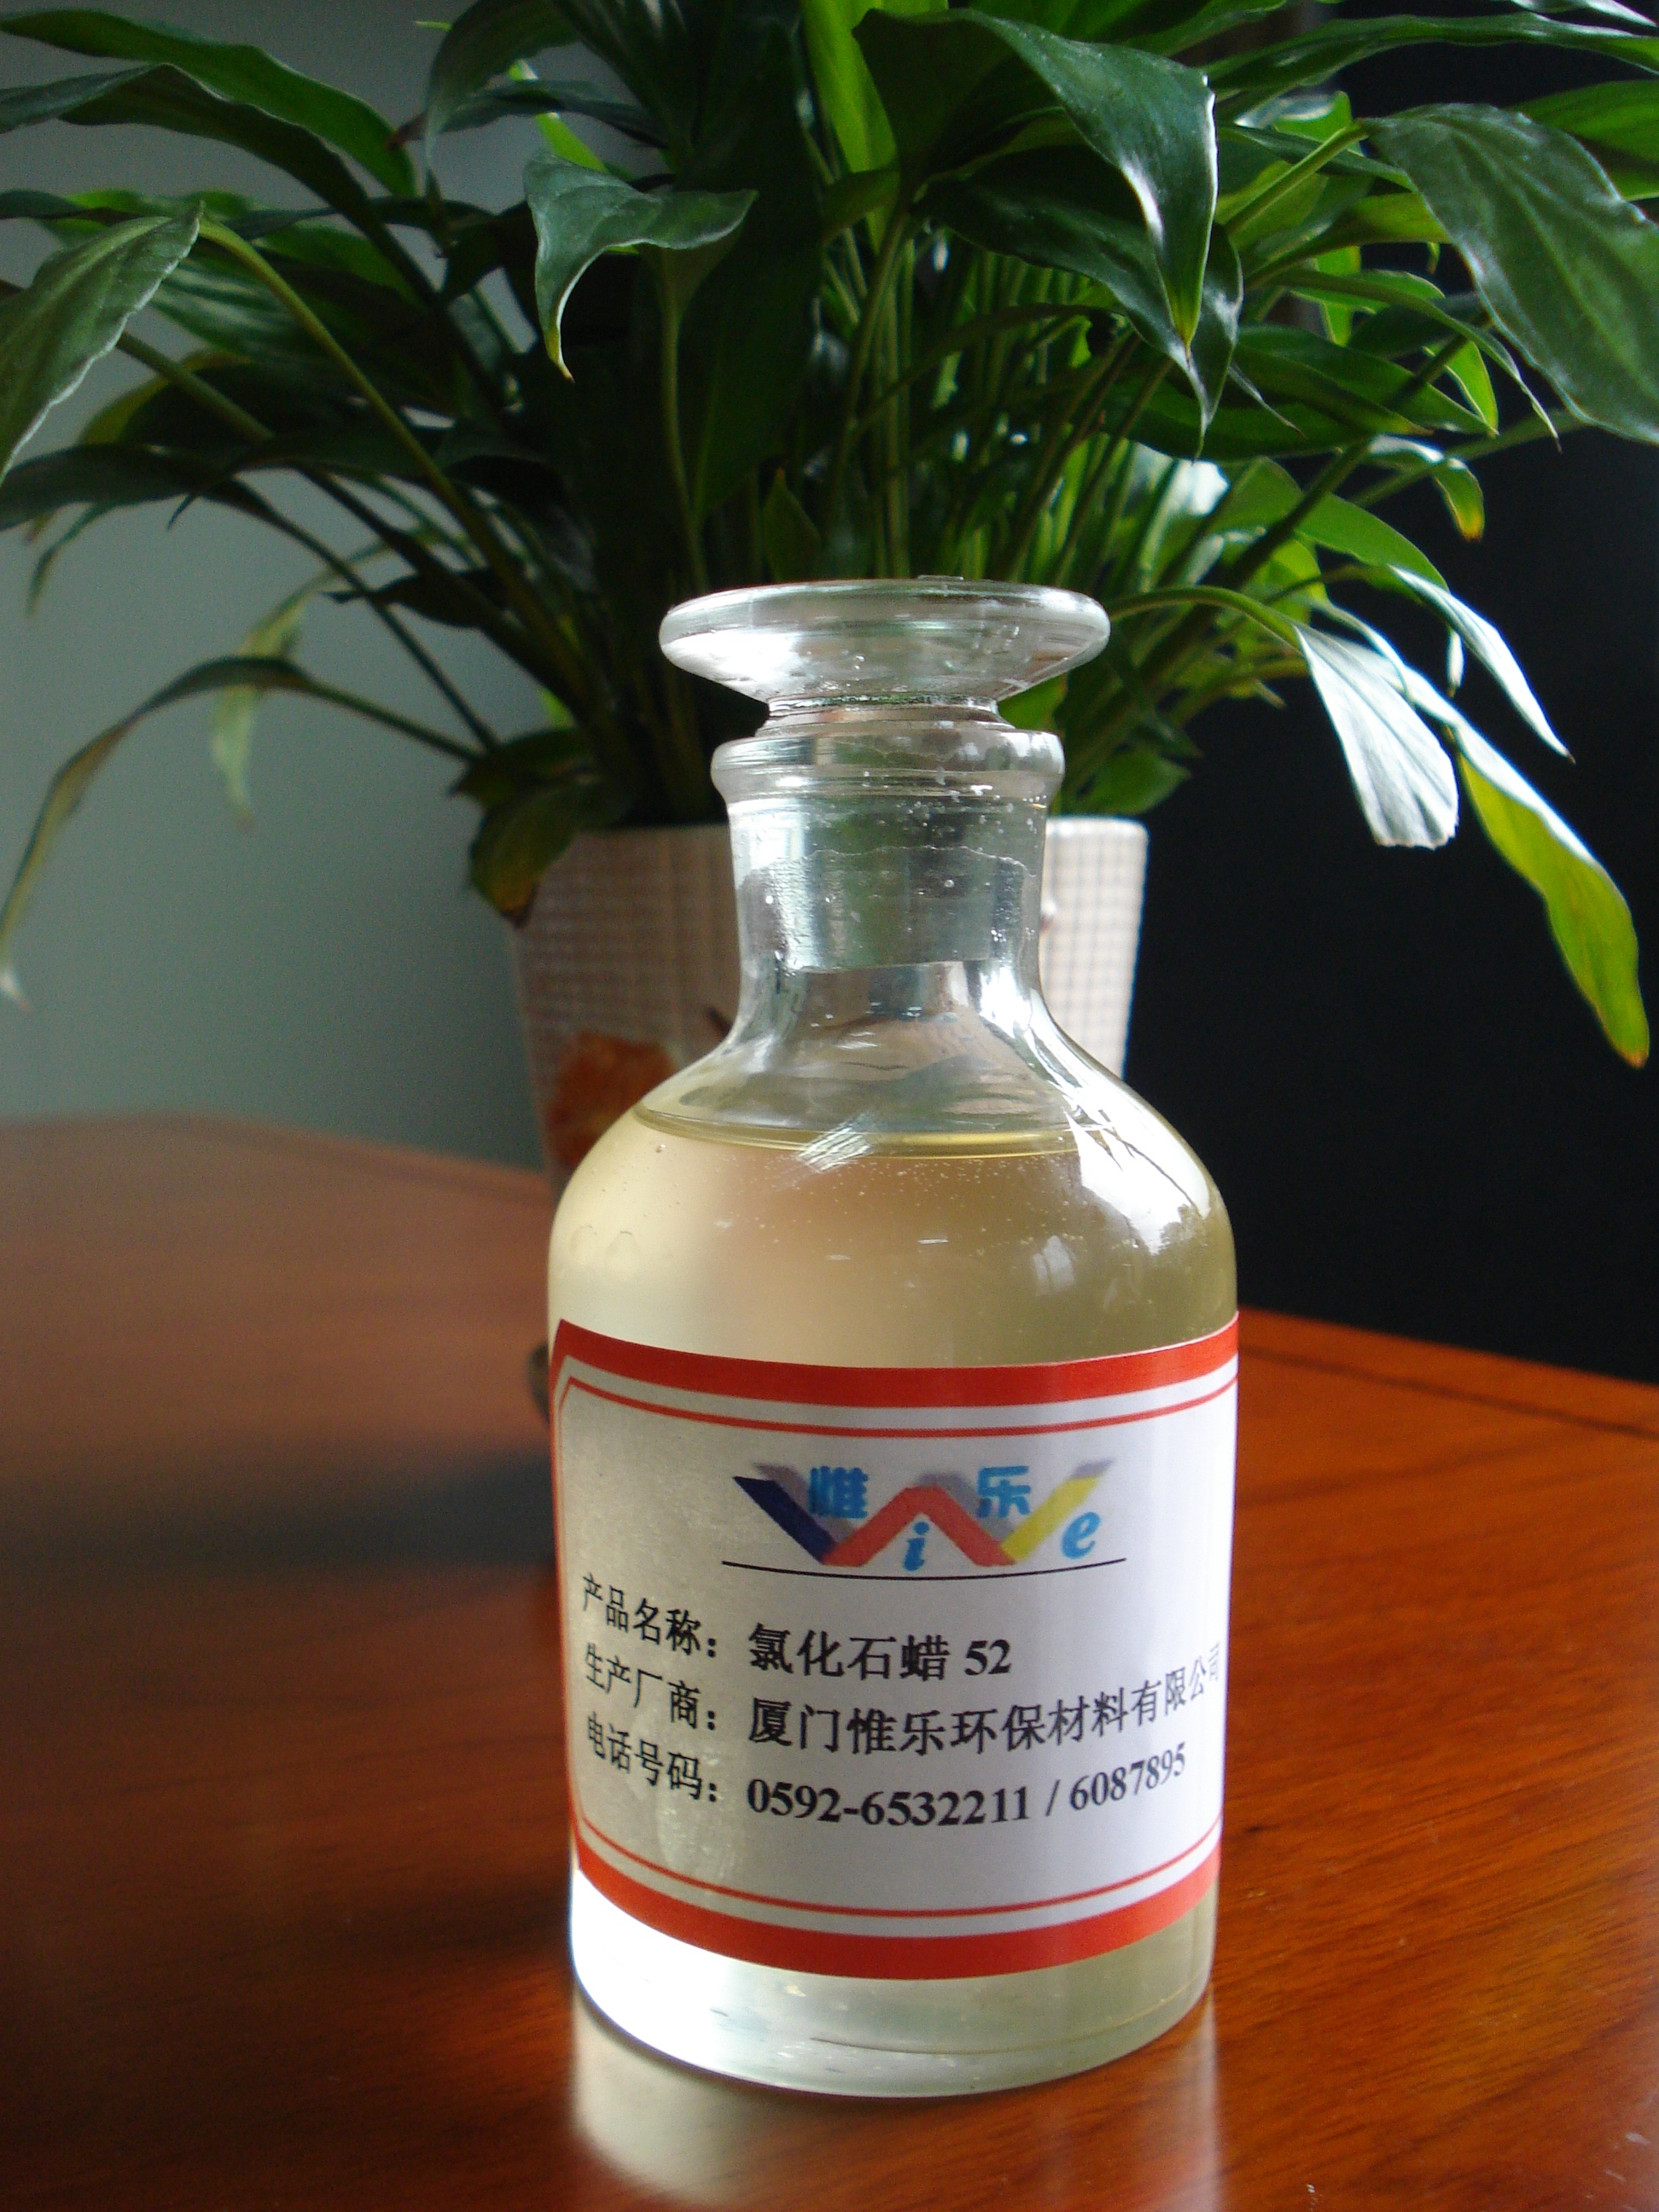 惟乐
Wine
产品名称：氯化石蜡 52
生产厂商：厦门惟乐环保材料有限公司
电话号码：0592-6532211 / 6087895